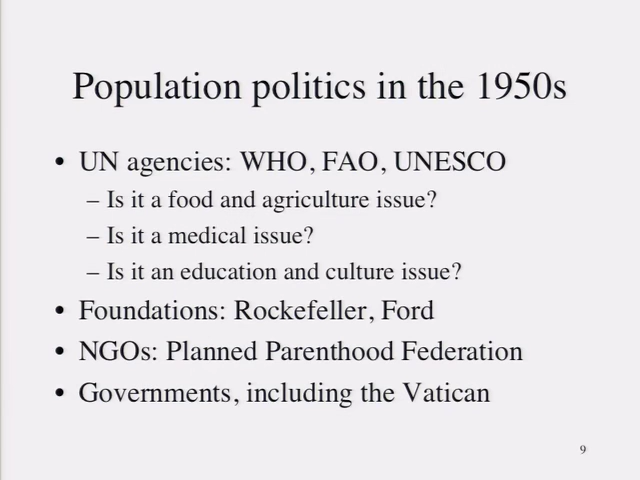 Population politics in the 1950s
• UN agencies: WHO, FAO, UNESCO
– Is it a food and agriculture issue?
– Is it a medical issue?
– Is it an education and culture issue?
• Foundations: Rockefeller, Ford
• NGOs: Planned Parenthood Federation
• Governments, including the Vatican
9